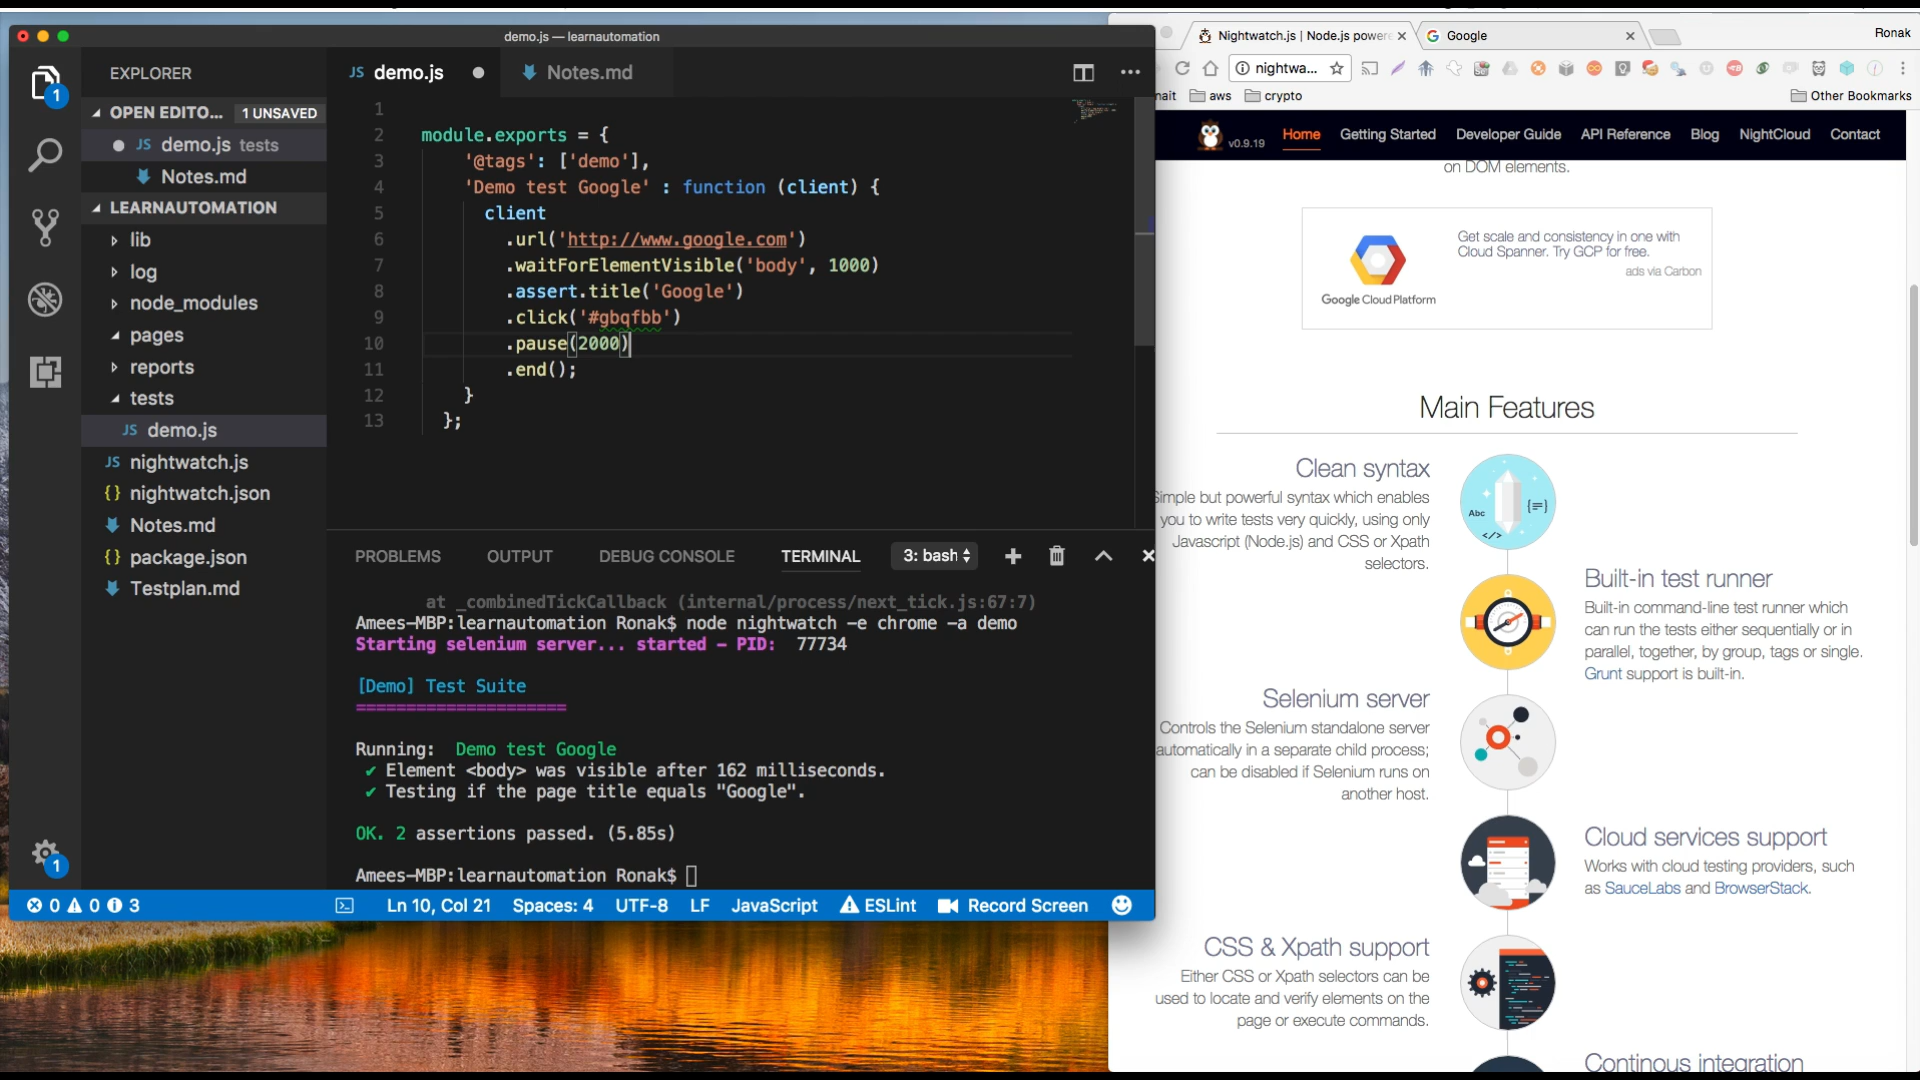 demo.js — learnautomation
EXPLORER
OPEN EDITO... 1 UNSAVED
JS demo.js tests
Notes.md
LEARNAUTOMATION
lib
log
node_modules
pages
reports
tests
JS demo.js
JS nightwatch.js
{} nightwatch.json
Notes.md
{} package.json
Testplan.md
1
1
JS demo.js
Notes.md
1
2 module.exports = {
3 '@tags': ['demo'],
4 'Demo test Google' : function (client) {
5 client
6 .url('http://www.google.com')
7 .waitForElementVisible('body', 1000)
8 .assert.title('Google')
9 .click('#gbqfbb')
10 .pause(2000)
11 .end();
12 }
13 };
PROBLEMS OUTPUT DEBUG CONSOLE TERMINAL 3: bash
at _combinedTickCallback (internal/process/next_tick.js:67:7)
Amees-MBP:learnautomation Ronak$ node nightwatch -e chrome -a demo
Starting selenium server... started - PID: 77734
[Demo] Test Suite
=====================
Running: Demo test Google
✔ Element <body> was visible after 162 milliseconds.
✔ Testing if the page title equals "Google".
OK. 2 assertions passed. (5.85s)
Amees-MBP:learnautomation Ronak$
0 0 3 Ln 10, Col 21 Spaces: 4 UTF-8 LF JavaScript ESLint Record Screen
Nightwatch.js | Node.js powere
Google
Ronak
nightwa...
nait aws crypto Other Bookmarks
v0.9.19 Home Getting Started Developer Guide API Reference Blog NightCloud Contact
on DOM elements.
Google Cloud Platform
Get scale and consistency in one with
Cloud Spanner. Try GCP for free.
ads via Carbon
Main Features
Clean syntax
Simple but powerful syntax which enables
you to write tests very quickly, using only
Javascript (Node.js) and CSS or Xpath
selectors.
Abc
{=}
</>
Built-in test runner
Built-in command-line test runner which
can run the tests either sequentially or in
parallel, together, by group, tags or single.
Grunt support is built-in.
Selenium server
Controls the Selenium standalone server
automatically in a separate child process;
can be disabled if Selenium runs on
another host.
Cloud services support
Works with cloud testing providers, such
as SauceLabs and BrowserStack.
CSS & Xpath support
Either CSS or Xpath selectors can be
used to locate and verify elements on the
page or execute commands.
Continous integration